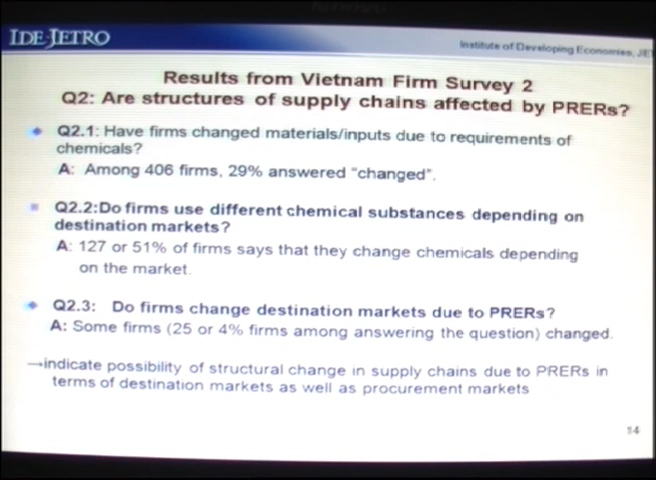 IDE-JETRO
Institute of Developing Economies, JET
Results from Vietnam Firm Survey 2
Q2: Are structures of supply chains affected by PRERs?
Q2.1: Have firms changed materials/inputs due to requirements of
chemicals?
A: Among 406 firms, 29% answered "changed".
Q2.2:Do firms use different chemical substances depending on
destination markets?
A: 127 or 51% of firms says that they change chemicals depending
on the market.
Q2.3: Do firms change destination markets due to PRERs?
A: Some firms (25 or 4% firms among answering the question) changed.
→indicate possibility of structural change in supply chains due to PRERs in
terms of destination markets as well as procurement markets
14